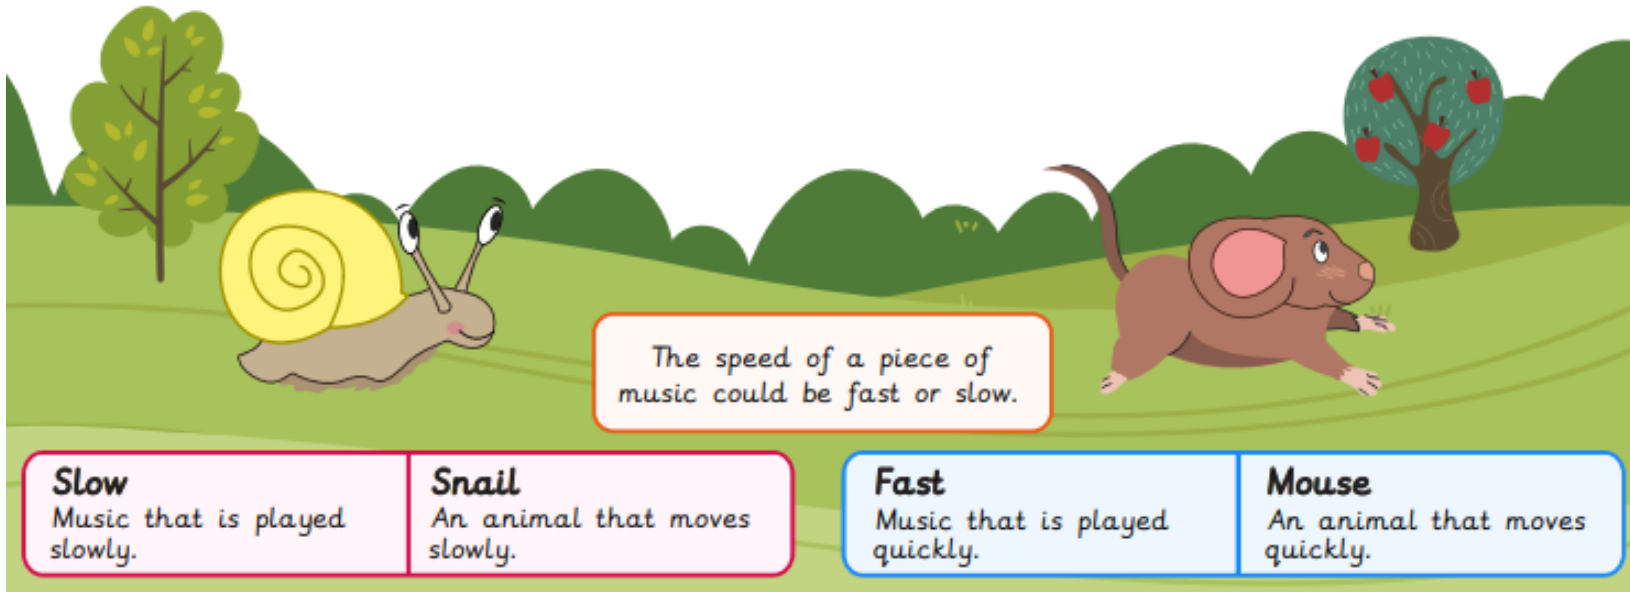 The speed of a piece of
music could be fast or slow.
Slow
Music that is played
slowly.
Snail
An animal that moves
slowly.
Fast
Music that is played
quickly.
Mouse
An animal that moves
quickly.